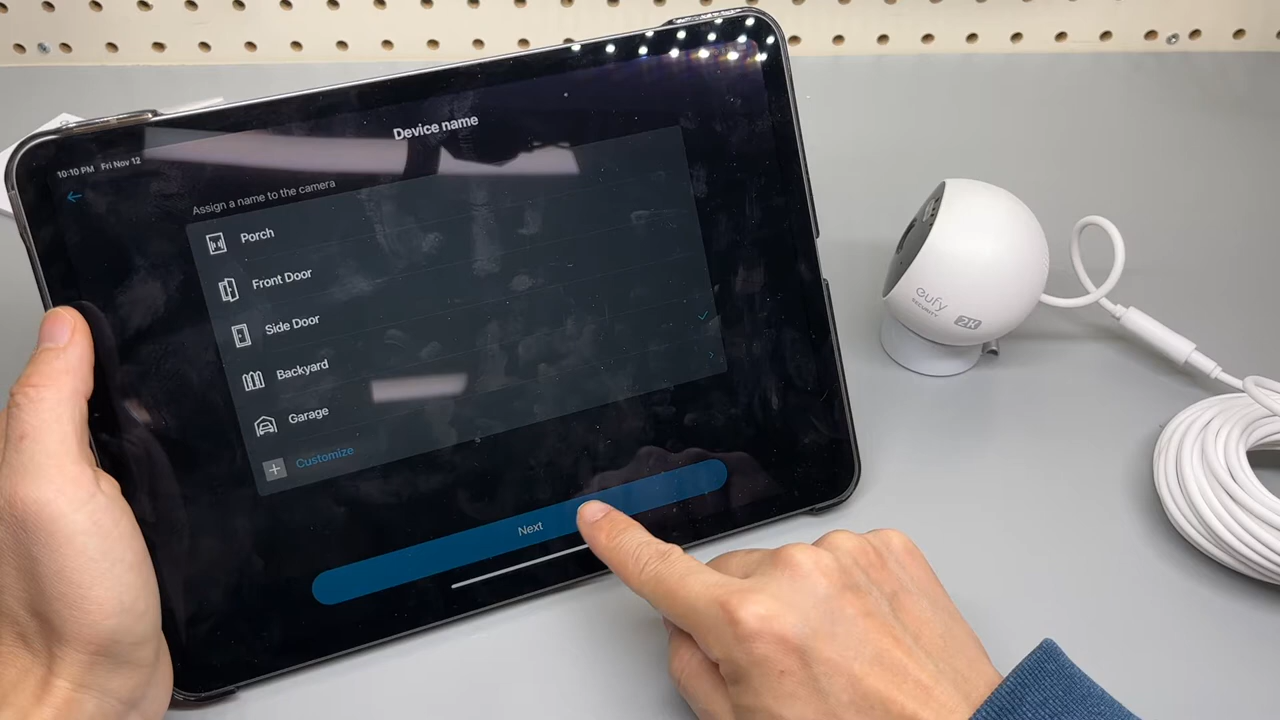 10:10 PM Fri Nov 12
Device name
Assign a name to the camera
Porch
Front Door
Side Door
Backyard
Garage
Customize
Next
eufy
SECURITY
2K